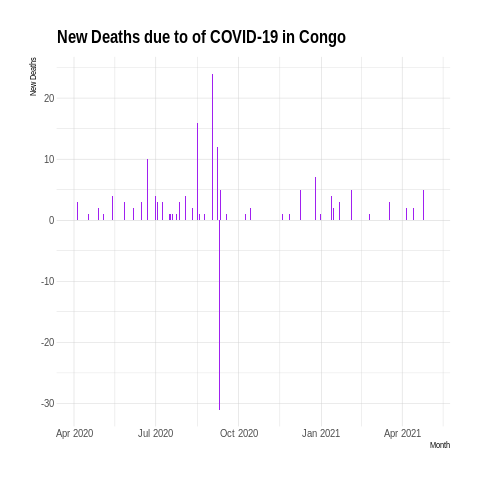 New Deaths due to of COVID-19 in Congo
New Deaths
20
10
0
-10
-20
-30
Apr 2020 Jul 2020 Oct 2020 Jan 2021 Apr 2021
Month